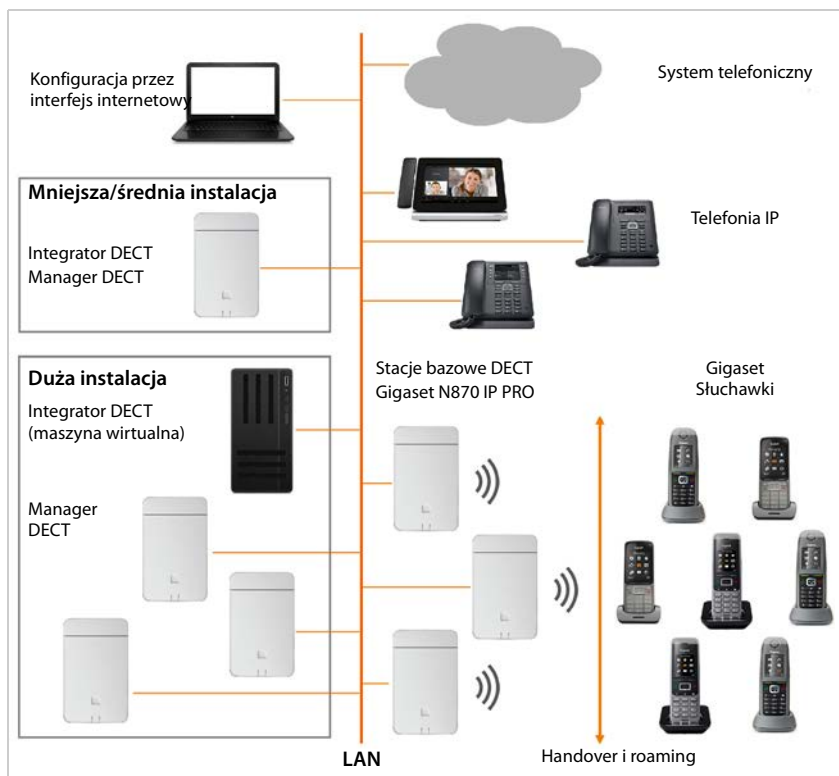 Konfiguracja przez
interfejs internetowy
System telefoniczny
Mniejsza/średnia instalacja
Integrator DECT
Manager DECT
Telefonia IP
Duża instalacja
Integrator DECT
(maszyna wirtualna)
Manager
DECT
Stacje bazowe DECT
Gigaset N870 IP PRO
Gigaset
Słuchawki
LAN
Handover i roaming